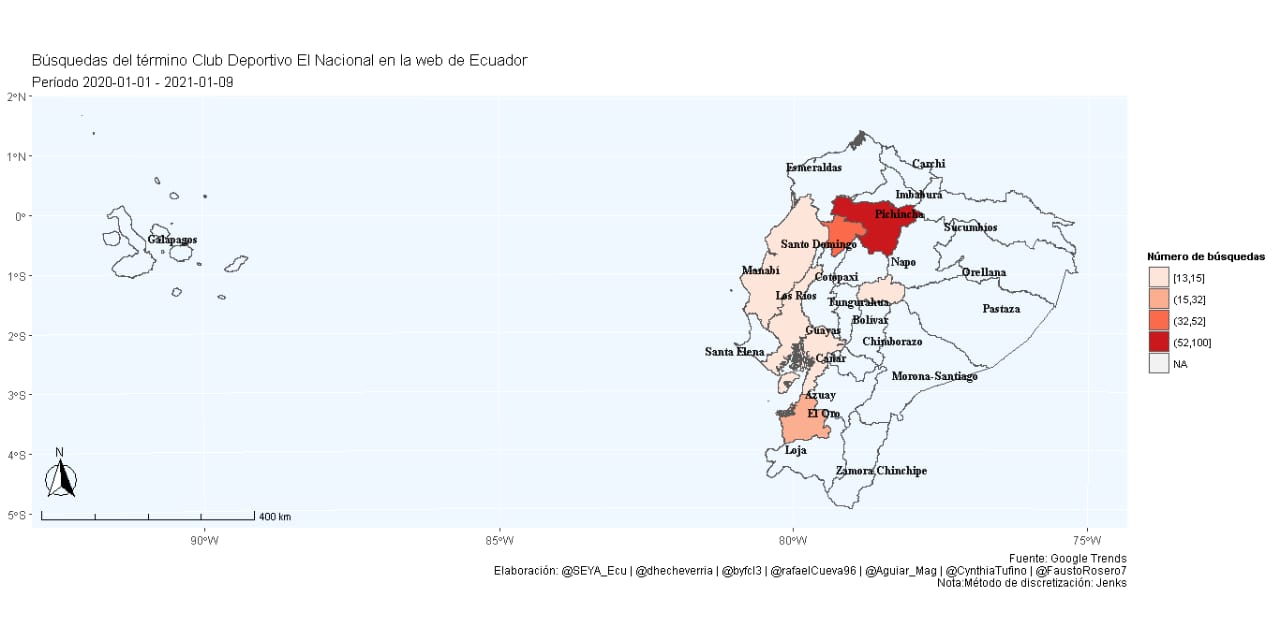 Búsquedas del término Club Deportivo El Nacional en la web de Ecuador
Período 2020-01-01 - 2021-01-09
2°N
1°N
0°
1°S
2°S
3°S
4°S
5°S
90°W
85°W
80°W
75°W
Esmeraldas
Carchi
Imbabura
Pichincha
Sucumbios
Galápagos
Santo Domingo
Napo
Manabí
Cotopaxi
Orellana
Los Ríos
Tungurahua
Pastaza
Bolívar
Guayas
Chimborazo
Santa Elena
Cañar
Morona-Santiago
Azuay
El Oro
Loja
Zamora Chinchipe
N
400 km
Número de búsquedas
[13,15]
(15,32]
(32,52]
(52,100]
NA
Fuente: Google Trends
Elaboración: @SEYA_Ecu | @dhecheverria | @byfcl3 | @rafaelCueva96 | @Aguiar_Mag | @CynthiaTufino | @FaustoRosero7
Nota:Método de discretización: Jenks